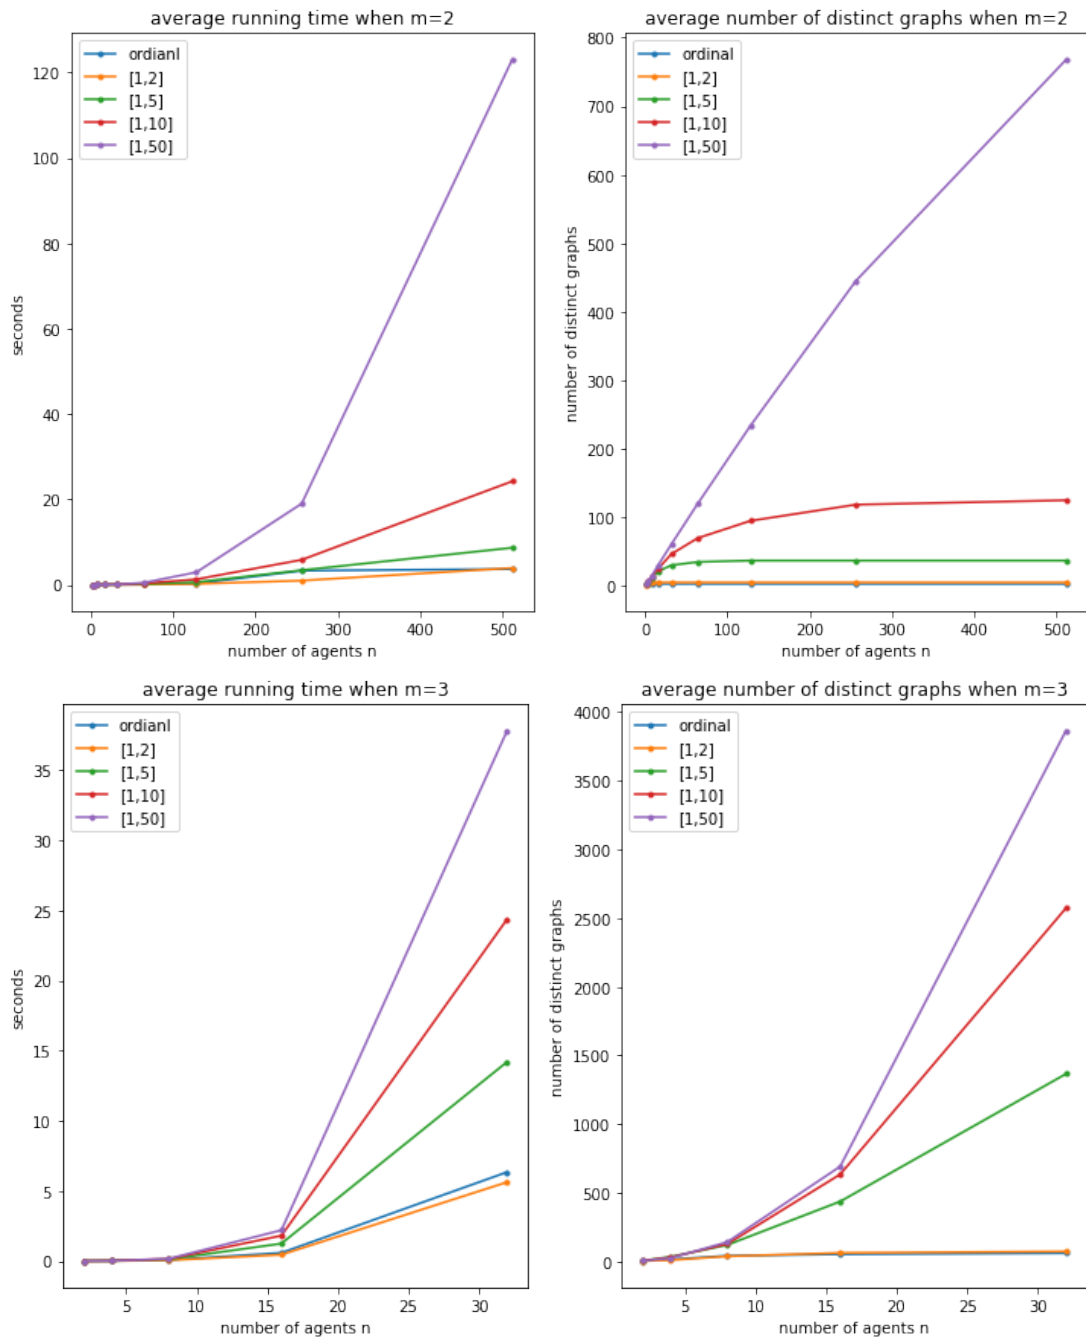 average running time when m=2
ordianl
[1,2]
[1,5]
[1,10]
[1,50]
120
100
80
60
40
20
0
seconds
0 100 200 300 400 500
number of agents n
average number of distinct graphs when m=2
ordinal
[1,2]
[1,5]
[1,10]
[1,50]
800
700
600
500
400
300
200
100
0
number of distinct graphs
0 100 200 300 400 500
number of agents n
average running time when m=3
ordianl
[1,2]
[1,5]
[1,10]
[1,50]
35
30
25
20
15
10
5
0
seconds
5 10 15 20 25 30
number of agents n
average number of distinct graphs when m=3
ordinal
[1,2]
[1,5]
[1,10]
[1,50]
4000
3500
3000
2500
2000
1500
1000
500
0
number of distinct graphs
5 10 15 20 25 30
number of agents n